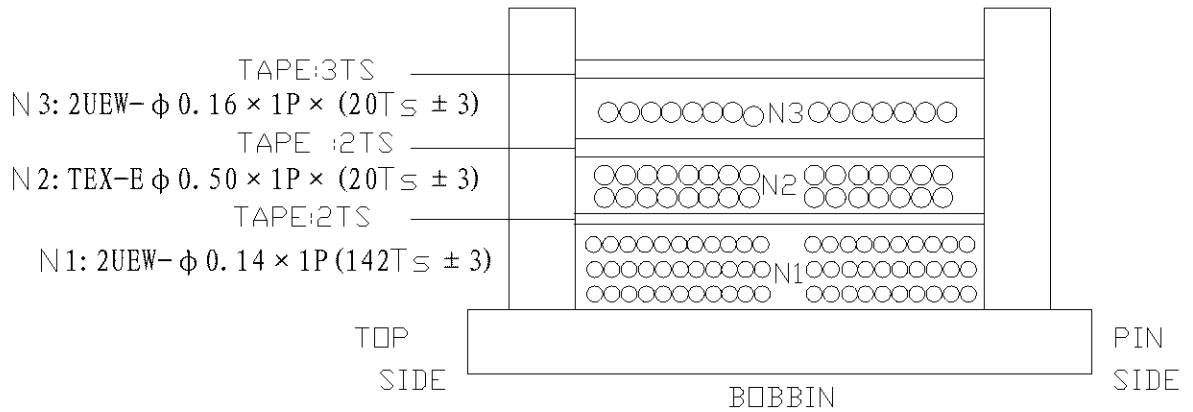 TAPE:3TS
N3: 2UEW-ϕ0.16×1P×(20Ts ±3)
N3
TAPE :2TS
N2: TEX-Eϕ0.50×1P×(20Ts ±3)
N2
TAPE:2TS
N1: 2UEW-ϕ0.14×1P(142Ts ±3)
N1
TOP
SIDE
PIN
SIDE
BOBBIN